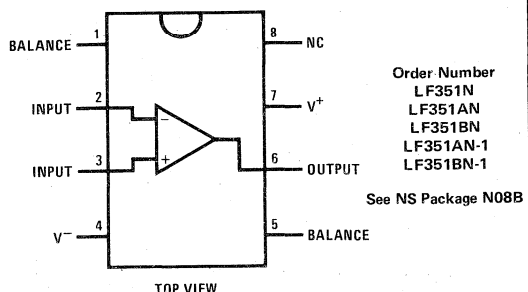 BALANCE 1
8 NC
INPUT 2
−
7 V+
INPUT 3
+
6 OUTPUT
V− 4
5 BALANCE
TOP VIEW
Order Number
LF351N
LF351AN
LF351BN
LF351AN-1
LF351BN-1
See NS Package N08B